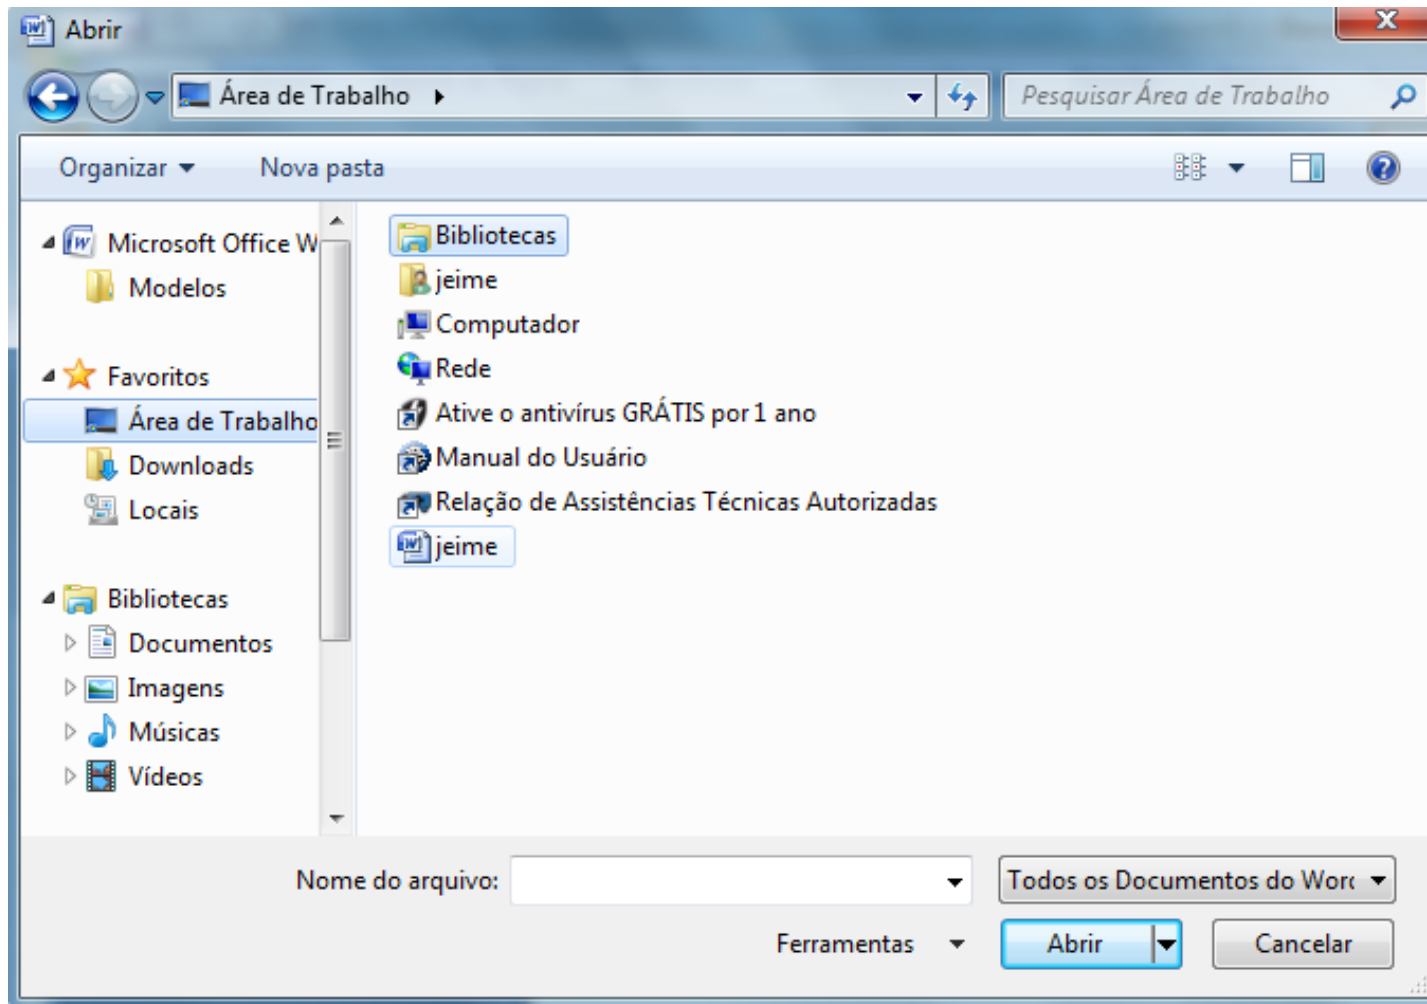 Abrir
Área de Trabalho
Pesquisar Área de Trabalho
Organizar
Nova pasta
Microsoft Office W
Modelos
Favoritos
Área de Trabalho
Downloads
Locais
Bibliotecas
Documentos
Imagens
Músicas
Vídeos
Bibliotecas
jeime
Computador
Rede
Ative o antivírus GRÁTIS por 1 ano
Manual do Usuário
Relação de Assistências Técnicas Autorizadas
jeime
Nome do arquivo:
Todos os Documentos do Wor
Ferramentas
Abrir
Cancelar